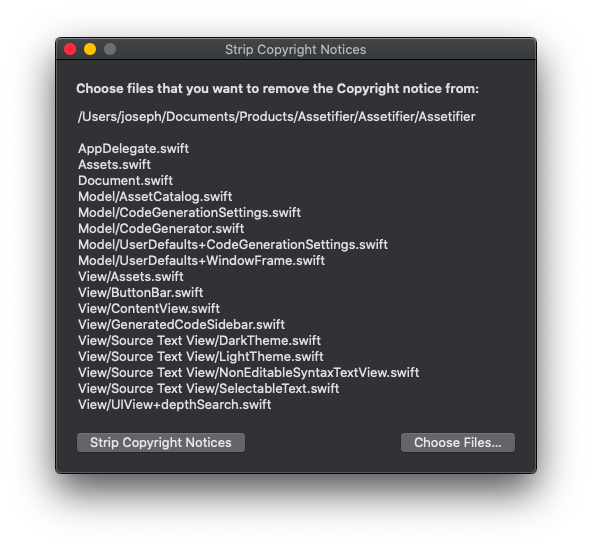 Strip Copyright Notices
Choose files that you want to remove the Copyright notice from:
/Users/joseph/Documents/Products/Assetifier/Assetifier/Assetifier
AppDelegate.swift
Assets.swift
Document.swift
Model/AssetCatalog.swift
Model/CodeGenerationSettings.swift
Model/CodeGenerator.swift
Model/UserDefaults+CodeGenerationSettings.swift
Model/UserDefaults+WindowFrame.swift
View/Assets.swift
View/ButtonBar.swift
View/ContentView.swift
View/GeneratedCodeSidebar.swift
View/Source Text View/DarkTheme.swift
View/Source Text View/LightTheme.swift
View/Source Text View/NonEditableSyntaxTextView.swift
View/Source Text View/SelectableText.swift
View/UIView+depthSearch.swift
Strip Copyright Notices
Choose Files...